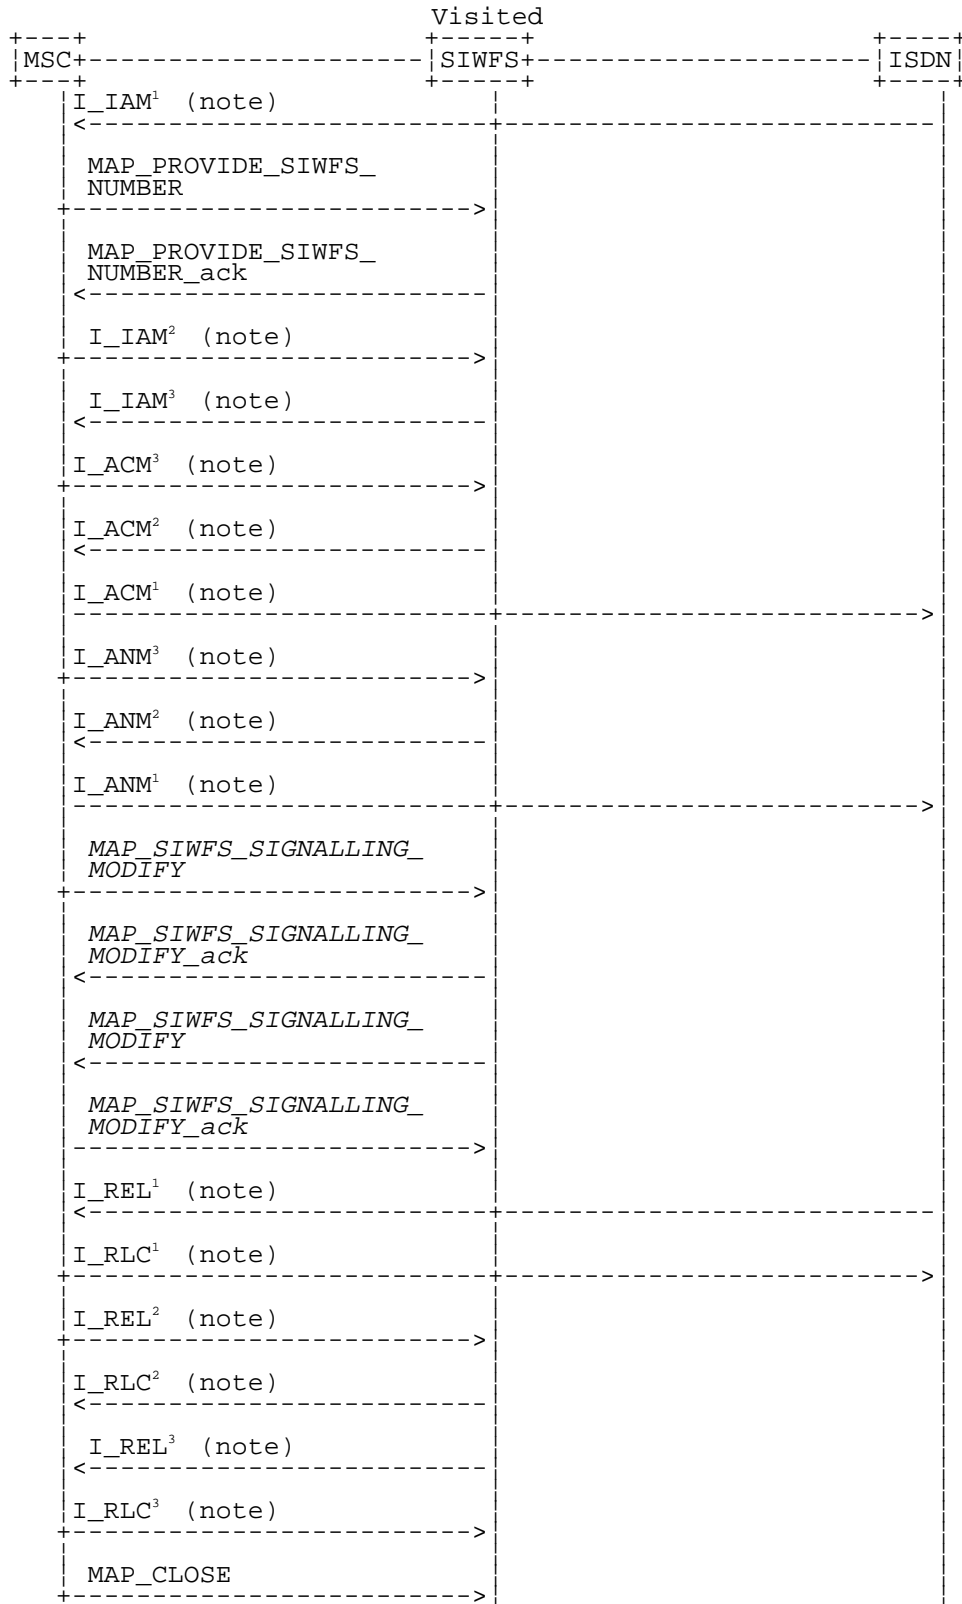 Visited
MSC SIWFS ISDN
I_IAM¹ (note)
MAP_PROVIDE_SIWFS_
NUMBER
MAP_PROVIDE_SIWFS_
NUMBER_ack
I_IAM² (note)
I_IAM³ (note)
I_ACM³ (note)
I_ACM² (note)
I_ACM¹ (note)
I_ANM³ (note)
I_ANM² (note)
I_ANM¹ (note)
MAP_SIWFS_SIGNALLING_
MODIFY
MAP_SIWFS_SIGNALLING_
MODIFY_ack
MAP_SIWFS_SIGNALLING_
MODIFY
MAP_SIWFS_SIGNALLING_
MODIFY_ack
I_REL¹ (note)
I_RLC¹ (note)
I_REL² (note)
I_RLC² (note)
I_REL³ (note)
I_RLC³ (note)
MAP_CLOSE